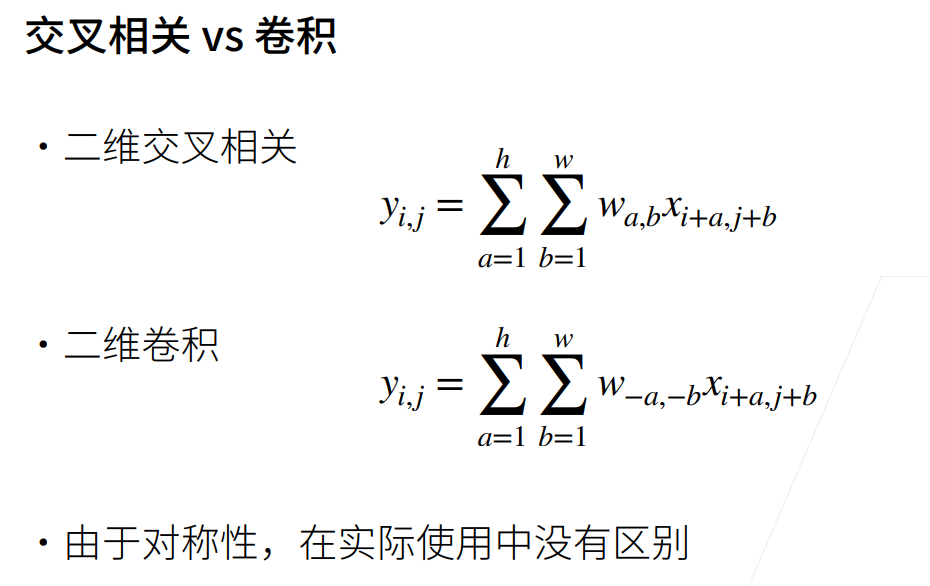 交叉相关 vs 卷积
• 二维交叉相关
y_{i,j} = \sum_{a=1}^{h} \sum_{b=1}^{w} w_{a,b} x_{i+a,j+b}
• 二维卷积
y_{i,j} = \sum_{a=1}^{h} \sum_{b=1}^{w} w_{-a,-b} x_{i+a,j+b}
• 由于对称性，在实际使用中没有区别